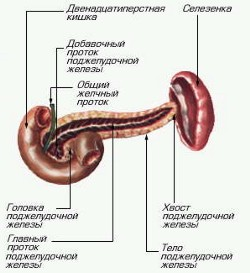 Двенадцатиперстная
кишка
Селезенка
Добавочный
проток
поджелудочной
железы
Общий
желчный
проток
Головка
поджелудочной
железы
Главный
проток
поджелудочной
железы
Хвост
поджелудочной
железы
Тело
поджелудочной
железы